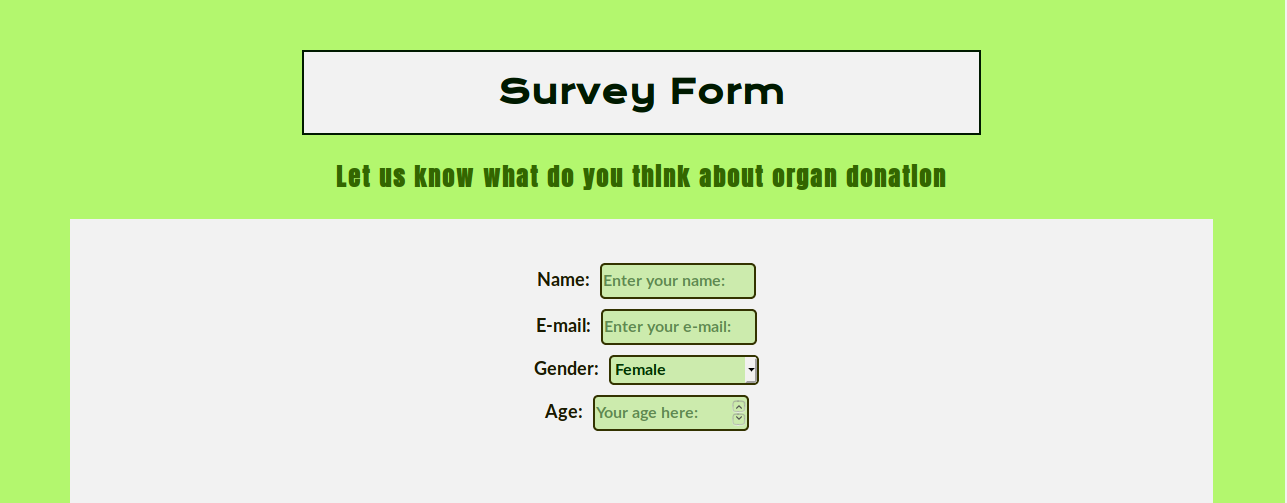 Survey Form
Let us know what do you think about organ donation
Name: Enter your name:
E-mail: Enter your e-mail:
Gender: Female
Age: Your age here: